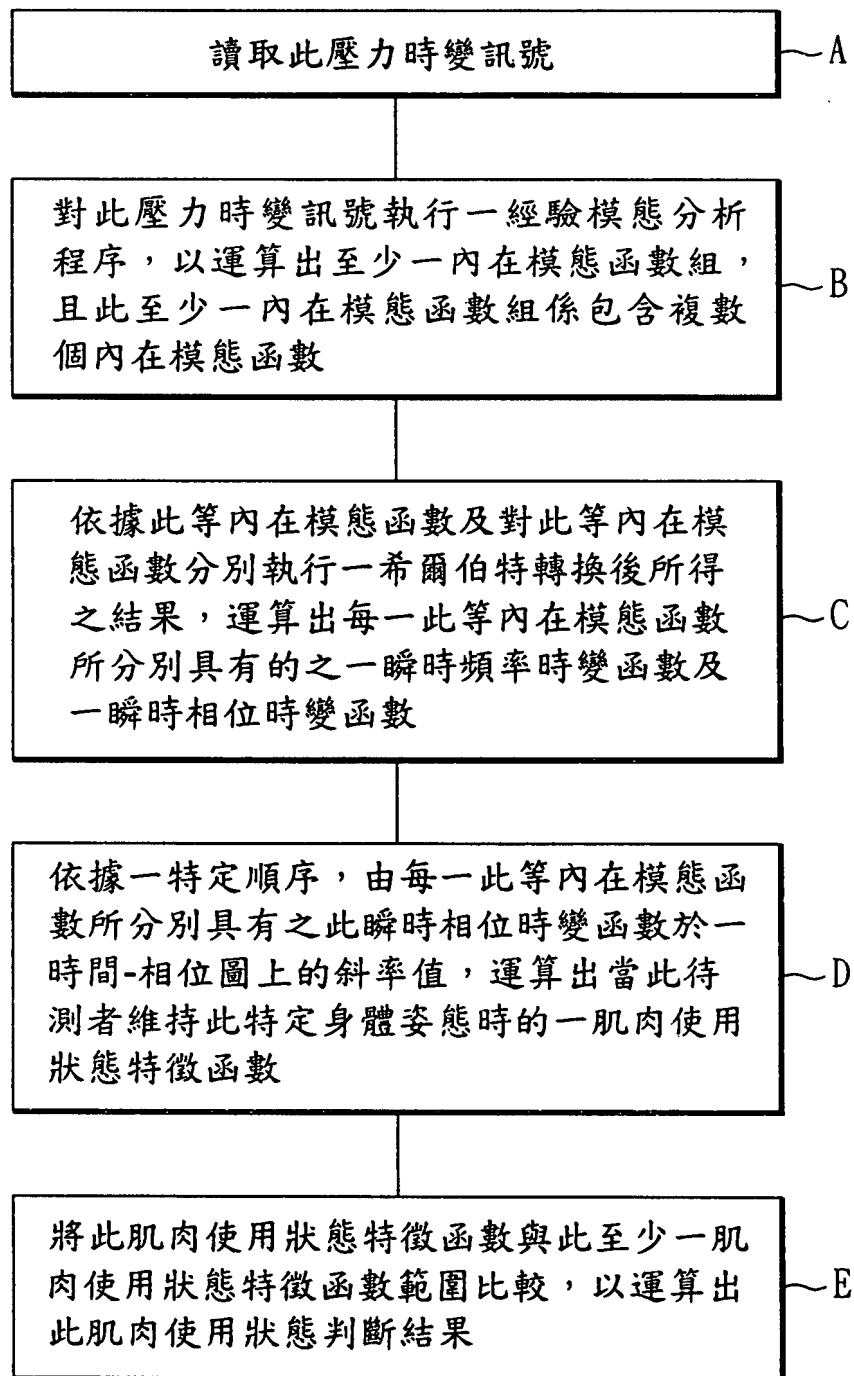 讀取此壓力時變訊號
A
對此壓力時變訊號執行一經驗模態分析
程序，以運算出至少一內在模態函數組，
且此至少一內在模態函數組係包含複數
個內在模態函數
B
依據此等內在模態函數及對此等內在模
態函數分別執行一希爾伯特轉換後所得
之結果，運算出每一此等內在模態函數
所分別具有的之一瞬時頻率時變函數及
一瞬時相位時變函數
C
依據一特定順序，由每一此等內在模態函
數所分別具有之此瞬時相位時變函數於一
時間-相位圖上的斜率值，運算出當此待
測者維持此特定身體姿態時的一肌肉使用
狀態特徵函數
D
將此肌肉使用狀態特徵函數與此至少一肌
肉使用狀態特徵函數範圍比較，以運算出
此肌肉使用狀態判斷結果
E